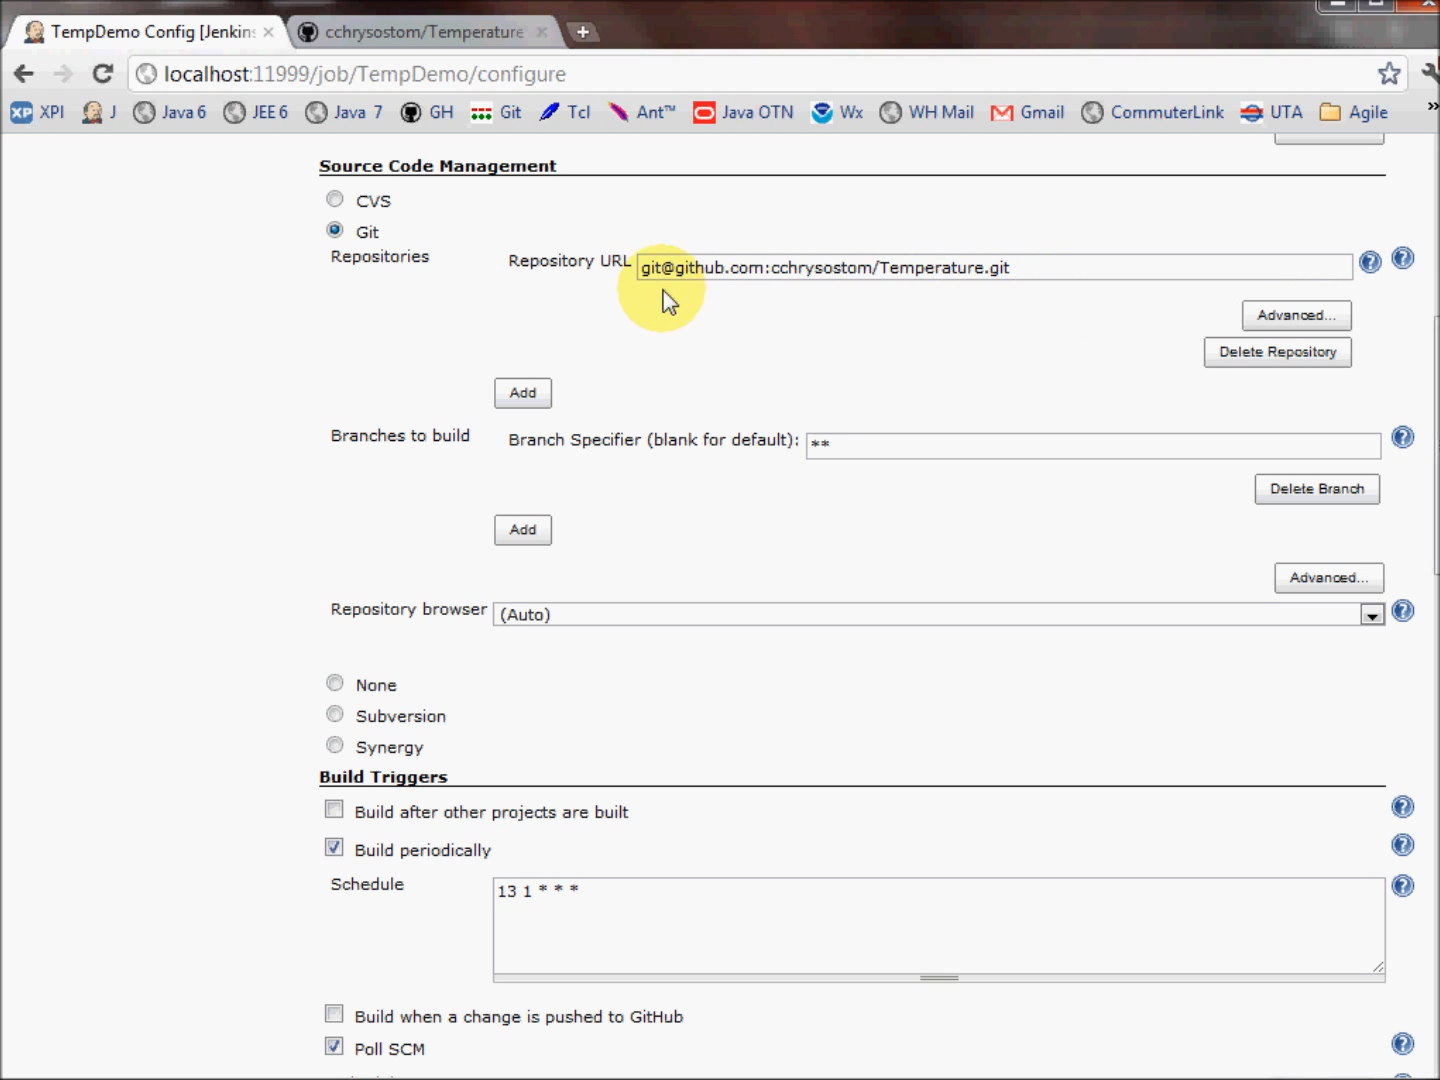 TempDemo Config [Jenkins
cchrysostom/Temperature
localhost:11999/job/TempDemo/configure
XP XPI J Java 6 JEE 6 Java 7 GH Git Tcl Ant™ Java OTN Wx WH Mail Gmail CommuterLink UTA Agile »
Source Code Management
CVS
Git
Repositories Repository URL git@github.com:cchrysostom/Temperature.git
Advanced...
Delete Repository
Add
Branches to build Branch Specifier (blank for default): **
Delete Branch
Add
Advanced...
Repository browser (Auto)
None
Subversion
Synergy
Build Triggers
Build after other projects are built
Build periodically
Schedule 13 1 * * *
Build when a change is pushed to GitHub
Poll SCM